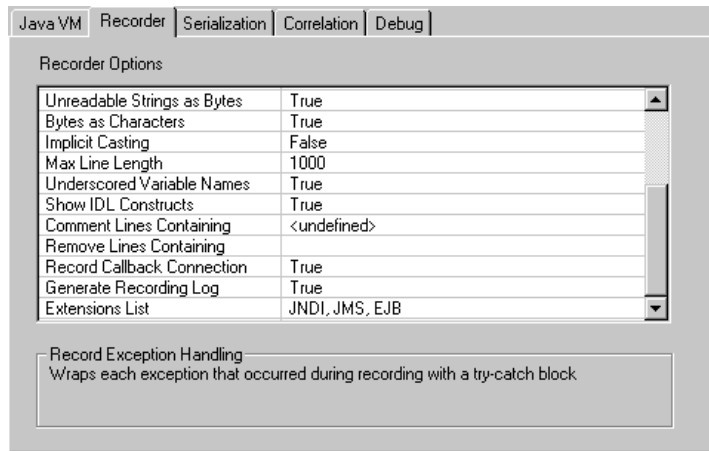 Java VM Recorder Serialization Correlation Debug
Recorder Options
Unreadable Strings as Bytes True
Bytes as Characters True
Implicit Casting False
Max Line Length 1000
Underscored Variable Names True
Show IDL Constructs True
Comment Lines Containing <undefined>
Remove Lines Containing
Record Callback Connection True
Generate Recording Log True
Extensions List JNDI, JMS, EJB
Record Exception Handling
Wraps each exception that occurred during recording with a try-catch block